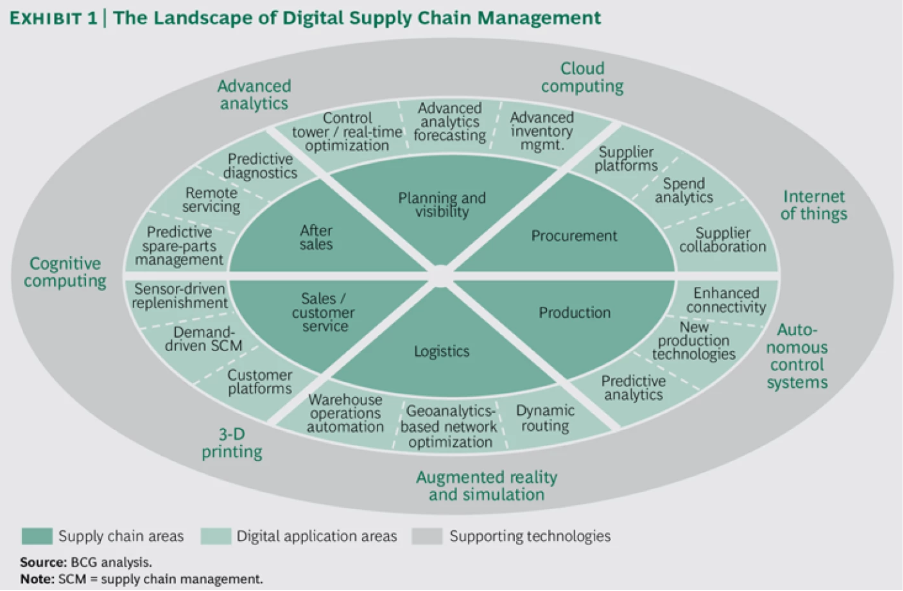 EXHIBIT 1 | The Landscape of Digital Supply Chain Management
Advanced
analytics
Cloud
computing
Internet
of things
Auto-
nomous
control
systems
Augmented reality
and simulation
3-D
printing
Cognitive
computing
Control
tower / real-time
optimization
Advanced
analytics
forecasting
Advanced
inventory
mgmt.
Supplier
platforms
Spend
analytics
Supplier
collaboration
Enhanced
connectivity
New
production
technologies
Predictive
analytics
Dynamic
routing
Geoanalytics-
based network
optimization
Warehouse
operations
automation
Customer
platforms
Demand-
driven SCM
Sensor-driven
replenishment
Predictive
spare-parts
management
Remote
servicing
Predictive
diagnostics
Planning and
visibility
Procurement
Production
Logistics
Sales /
customer
service
After
sales
Supply chain areas
Digital application areas
Supporting technologies
Source: BCG analysis.
Note: SCM = supply chain management.